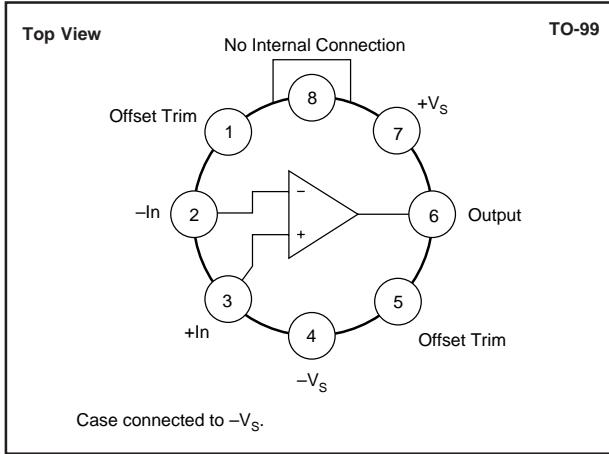 Top View
TO-99
No Internal Connection
8
Offset Trim
1
+VS
7
–In
2
–
+
6
Output
3
+In
4
–VS
5
Offset Trim
Case connected to –VS.